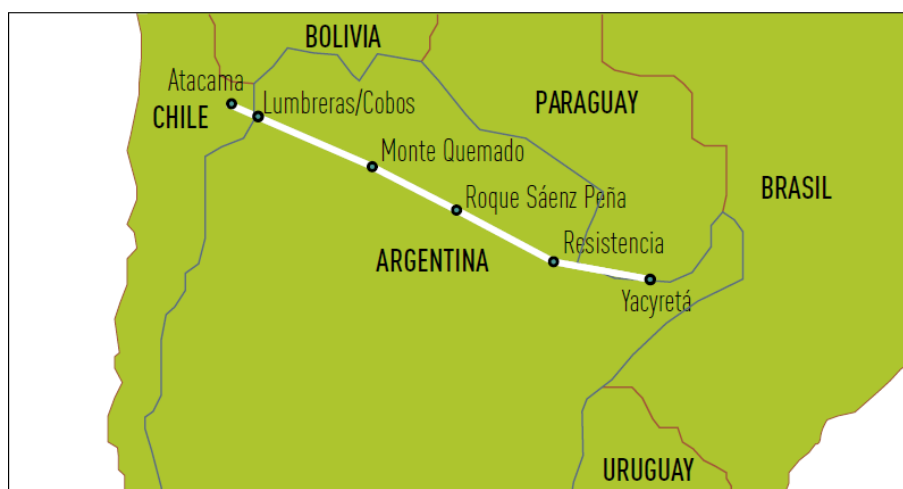 BOLIVIA
Atacama
Lumbreras/Cobos
CHILE
PARAGUAY
Monte Quemado
BRASIL
Roque Sáenz Peña
Resistencia
ARGENTINA
Yacyretá
URUGUAY